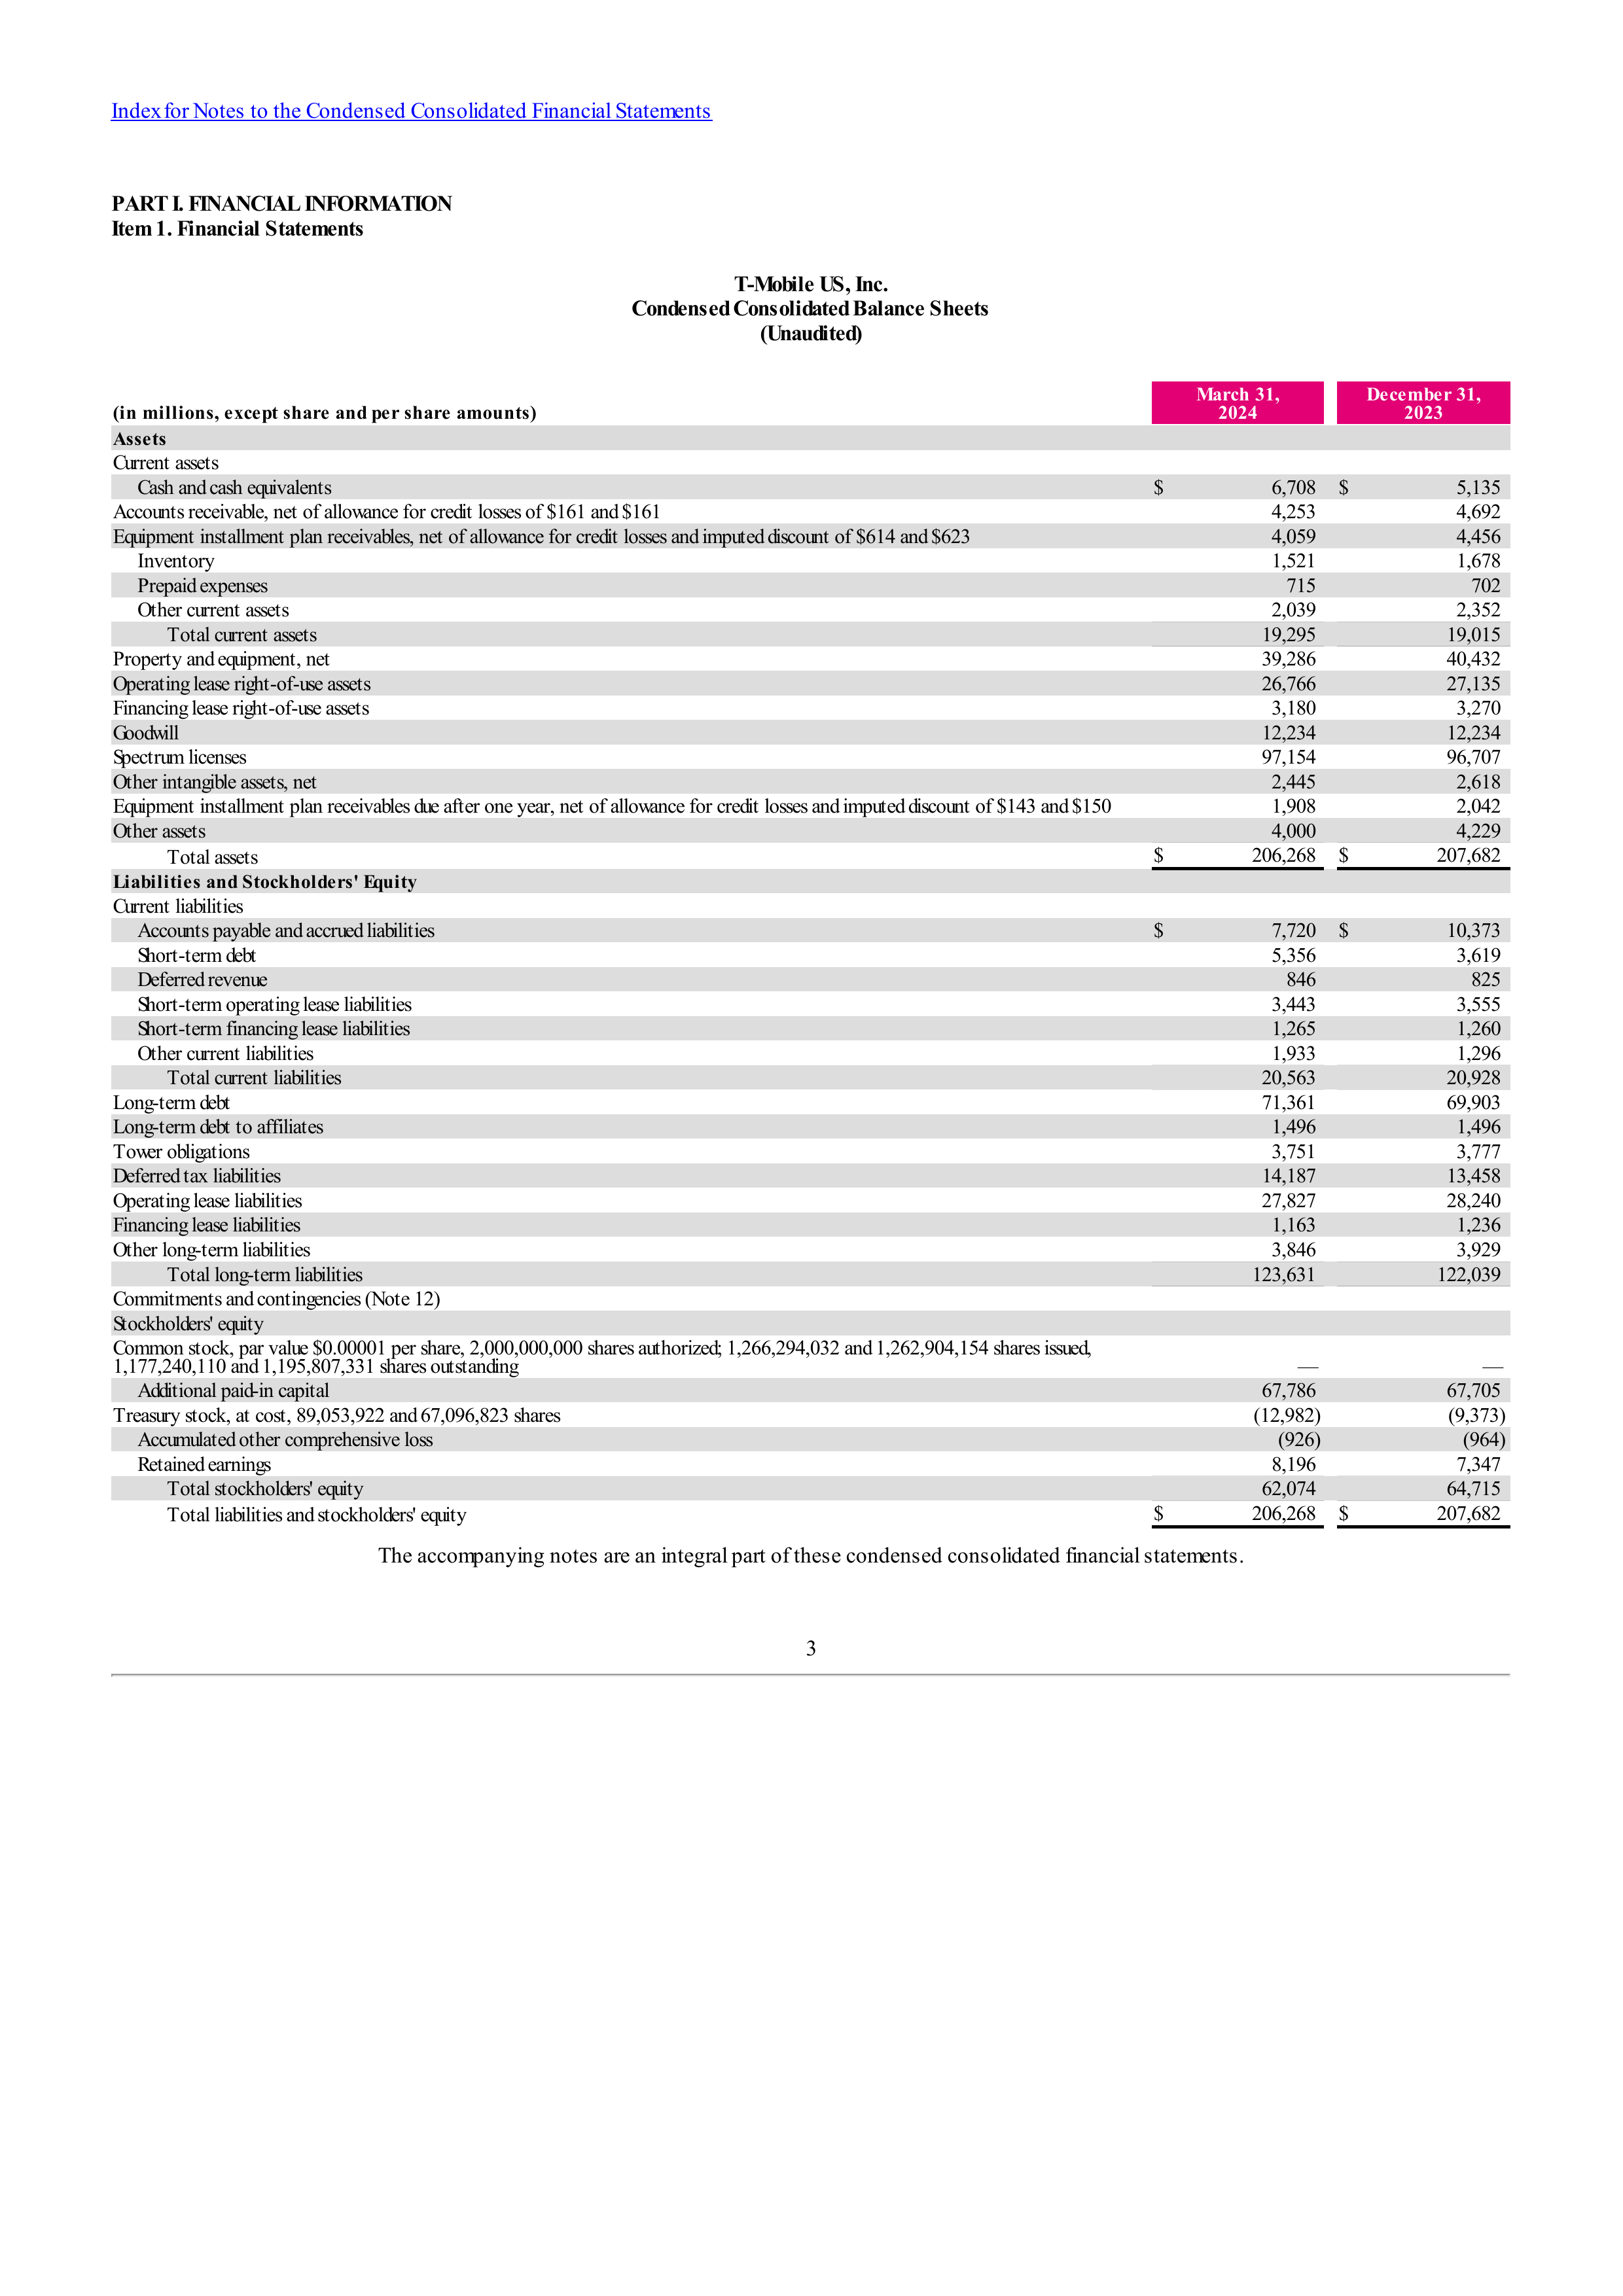 Index for Notes to the Condensed Consolidated Financial Statements
PART I. FINANCIAL INFORMATION
Item 1. Financial Statements
T-Mobile US, Inc.
Condensed Consolidated Balance Sheets
(Unaudited)
(in millions, except share and per share amounts) March 31, 2024 December 31, 2023
Assets
Current assets
Cash and cash equivalents $ 6,708 $ 5,135
Accounts receivable, net of allowance for credit losses of $161 and $161 4,253 4,692
Equipment installment plan receivables, net of allowance for credit losses and imputed discount of $614 and $623 4,059 4,456
Inventory 1,521 1,678
Prepaid expenses 715 702
Other current assets 2,039 2,352
Total current assets 19,295 19,015
Property and equipment, net 39,286 40,432
Operating lease right-of-use assets 26,766 27,135
Financing lease right-of-use assets 3,180 3,270
Goodwill 12,234 12,234
Spectrum licenses 97,154 96,707
Other intangible assets, net 2,445 2,618
Equipment installment plan receivables due after one year, net of allowance for credit losses and imputed discount of $143 and $150 1,908 2,042
Other assets 4,000 4,229
Total assets $ 206,268 $ 207,682
Liabilities and Stockholders' Equity
Current liabilities
Accounts payable and accrued liabilities $ 7,720 $ 10,373
Short-term debt 5,356 3,619
Deferred revenue 846 825
Short-term operating lease liabilities 3,443 3,555
Short-term financing lease liabilities 1,265 1,260
Other current liabilities 1,933 1,296
Total current liabilities 20,563 20,928
Long-term debt 71,361 69,903
Long-term debt to affiliates 1,496 1,496
Tower obligations 3,751 3,777
Deferred tax liabilities 14,187 13,458
Operating lease liabilities 27,827 28,240
Financing lease liabilities 1,163 1,236
Other long-term liabilities 3,846 3,929
Total long-term liabilities 123,631 122,039
Commitments and contingencies (Note 12)
Stockholders' equity
Common stock, par value $0.00001 per share, 2,000,000,000 shares authorized; 1,266,294,032 and 1,262,904,154 shares issued,
1,177,240,110 and 1,195,807,331 shares outstanding — —
Additional paid-in capital 67,786 67,705
Treasury stock, at cost, 89,053,922 and 67,096,823 shares (12,982) (9,373)
Accumulated other comprehensive loss (926) (964)
Retained earnings 8,196 7,347
Total stockholders' equity 62,074 64,715
Total liabilities and stockholders' equity $ 206,268 $ 207,682
The accompanying notes are an integral part of these condensed consolidated financial statements.
3